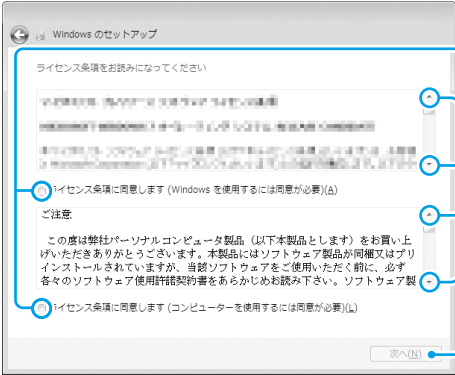 Windows のセットアップ
ライセンス条項をお読みになってください
ライセンス条項に同意します (Windows を使用するには同意が必要)(A)
ご注意
この度は弊社パーソナルコンピュータ製品（以下本製品とします）をお買い上
げいただきありがとうございます。本製品にはソフトウェア製品が同梱又はプリ
インストールされていますが、当該ソフトウェアをご使用いただく前に、必ず
各々のソフトウェア使用許諾契約書をあらかじめお読み下さい。ソフトウェア製
ライセンス条項に同意します (コンピューターを使用するには同意が必要)(L)
次へ(N)